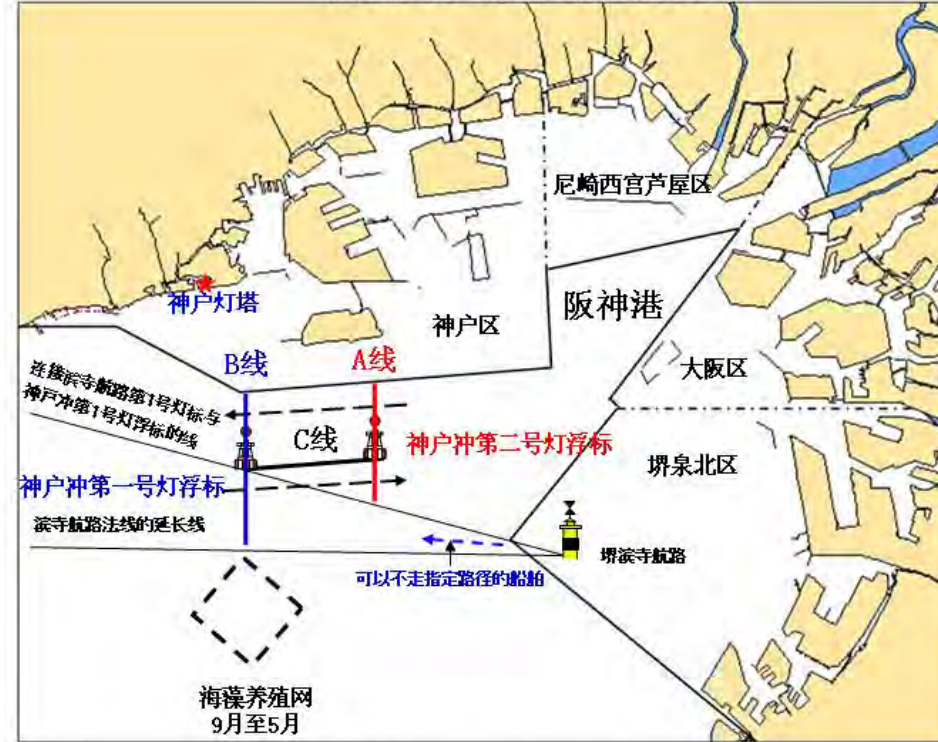 尼崎西宫芦屋区
神户灯塔
神户区
阪神港
B线
A线
大阪区
连接滨寺航路第1号灯标与
神户冲第1号灯浮标的线
C线
神户冲第二号灯浮标
堺泉北区
神户冲第一号灯浮标
滨寺航路法线的延长线
堺滨寺航路
可以不走指定路径的船舶
海藻养殖网
9月至5月